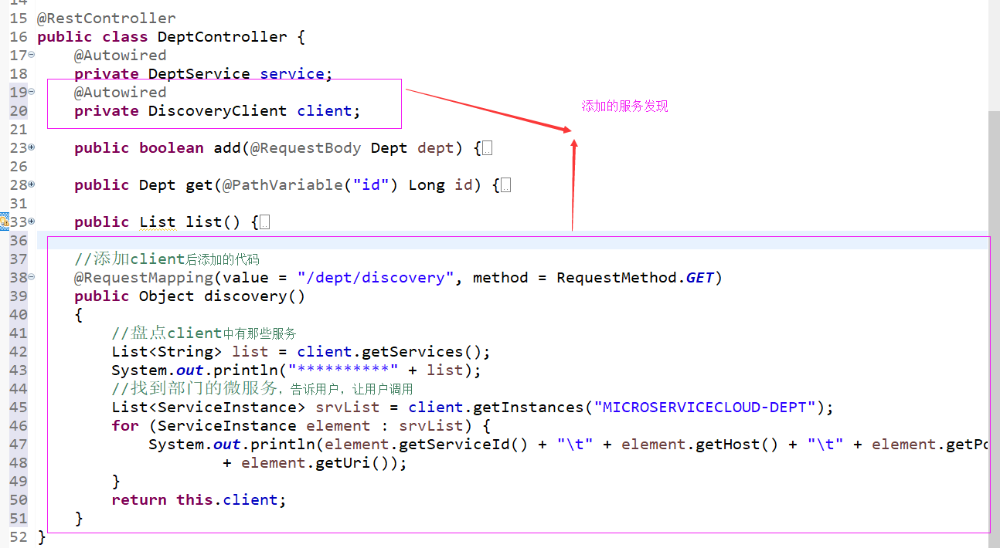 14
15 @RestController
16 public class DeptController {
17 @Autowired
18 private DeptService service;
19 @Autowired
20 private DiscoveryClient client;
添加的服务发现
21
23 public boolean add(@RequestBody Dept dept) {
26
28 public Dept get(@PathVariable("id") Long id) {
31
33 public List list() {
36
37 //添加client后添加的代码
38 @RequestMapping(value = "/dept/discovery", method = RequestMethod.GET)
39 public Object discovery()
40 {
41 //盘点client中有那些服务
42 List<String> list = client.getServices();
43 System.out.println("**********" + list);
44 //找到部门的微服务，告诉用户，让用户调用
45 List<ServiceInstance> srvList = client.getInstances("MICROSERVICECLOUD-DEPT");
46 for (ServiceInstance element : srvList) {
47 System.out.println(element.getServiceId() + "\t" + element.getHost() + "\t" + element.getPo
48 + element.getUri());
49 }
50 return this.client;
51 }
52 }